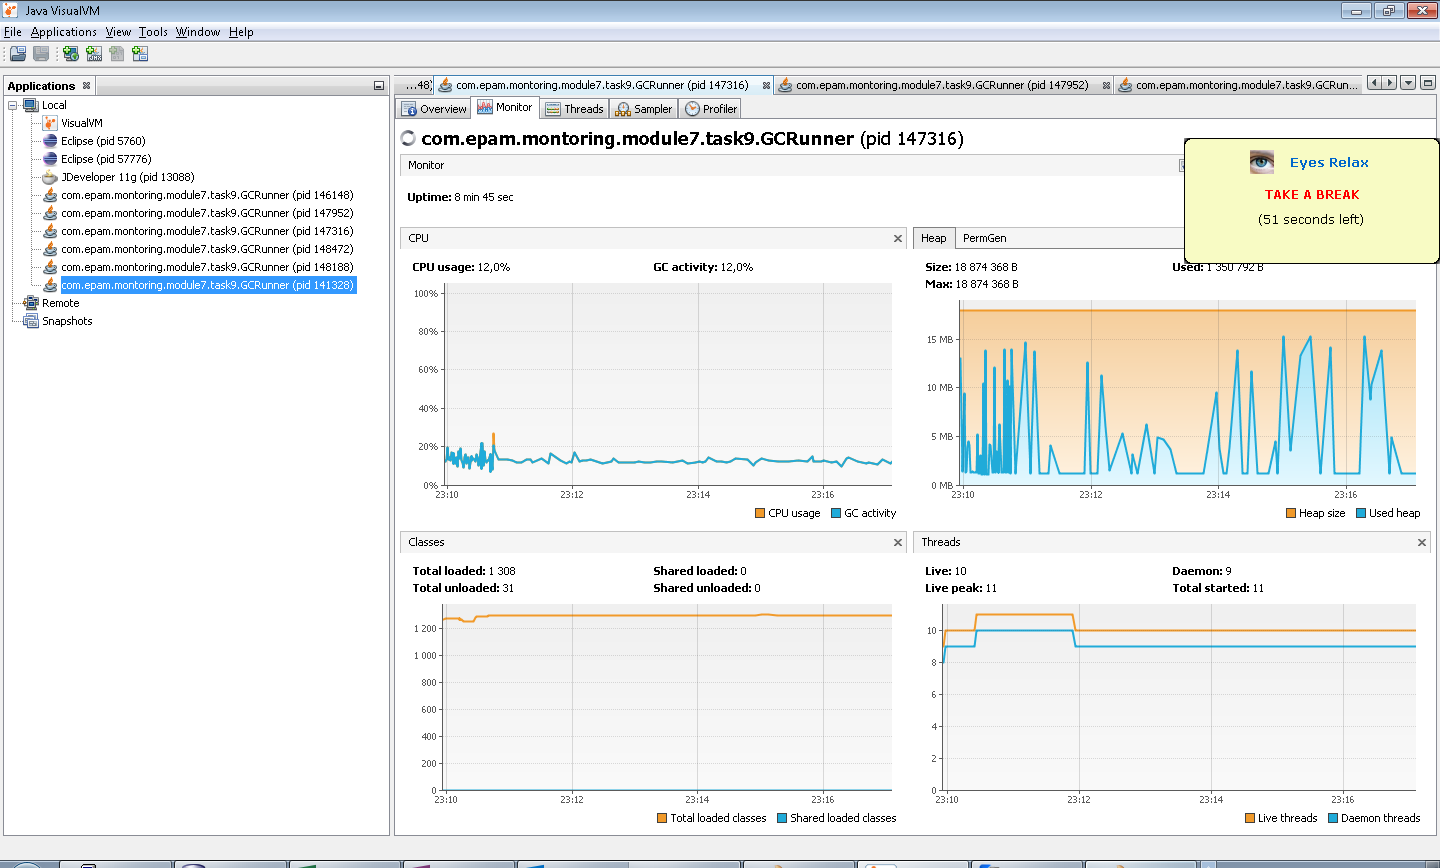 Java VisualVM
File Applications View Tools Window Help
Applications
Local
VisualVM
Eclipse (pid 5760)
Eclipse (pid 57776)
JDeveloper 11g (pid 13088)
com.epam.montoring.module7.task9.GCRunner (pid 146148)
com.epam.montoring.module7.task9.GCRunner (pid 147952)
com.epam.montoring.module7.task9.GCRunner (pid 147316)
com.epam.montoring.module7.task9.GCRunner (pid 148472)
com.epam.montoring.module7.task9.GCRunner (pid 148188)
com.epam.montoring.module7.task9.GCRunner (pid 141328)
Remote
Snapshots
...48) com.epam.montoring.module7.task9.GCRunner (pid 147316) com.epam.montoring.module7.task9.GCRunner (pid 147952) com.epam.montoring.module7.task9.GCRun...
Overview Monitor Threads Sampler Profiler
com.epam.montoring.module7.task9.GCRunner (pid 147316)
Monitor
Uptime: 8 min 45 sec
Eyes Relax
TAKE A BREAK
(51 seconds left)
CPU
CPU usage: 12,0% GC activity: 12,0%
100%
80%
60%
40%
20%
0%
23:10 23:12 23:14 23:16
CPU usage GC activity
Heap PermGen
Size: 18 874 368 B Used: 1 350 792 B
Max: 18 874 368 B
15 MB
10 MB
5 MB
0 MB
23:10 23:12 23:14 23:16
Heap size Used heap
Classes
Total loaded: 1 308 Shared loaded: 0
Total unloaded: 31 Shared unloaded: 0
1 200
1 000
800
600
400
200
0
23:10 23:12 23:14 23:16
Total loaded classes Shared loaded classes
Threads
Live: 10 Daemon: 9
Live peak: 11 Total started: 11
10
8
6
4
2
0
23:10 23:12 23:14 23:16
Live threads Daemon threads